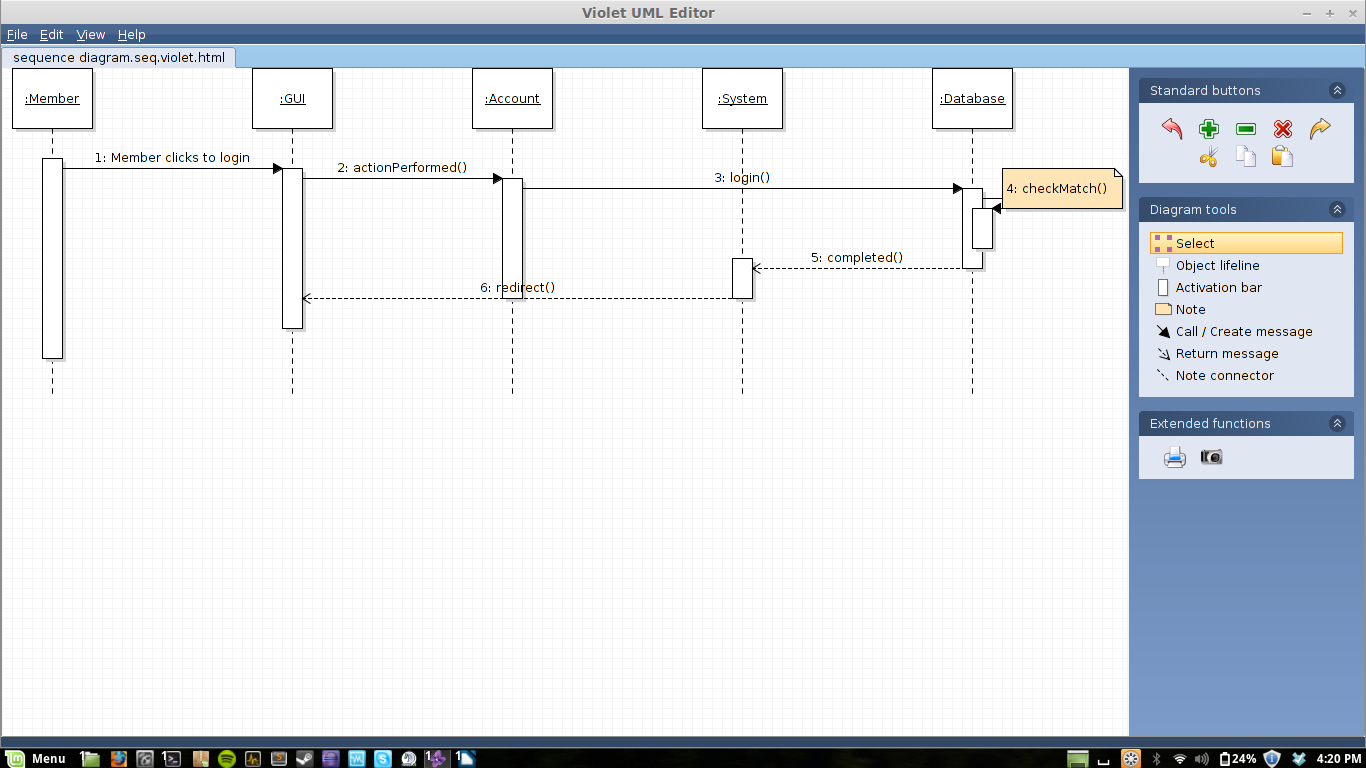 Violet UML Editor
File Edit View Help
sequence diagram.seq.violet.html
:Member
:GUI
:Account
:System
:Database
1: Member clicks to login
2: actionPerformed()
3: login()
4: checkMatch()
5: completed()
6: redirect()
Standard buttons
Diagram tools
Select
Object lifeline
Activation bar
Note
Call / Create message
Return message
Note connector
Extended functions
Menu
24%
4:20 PM